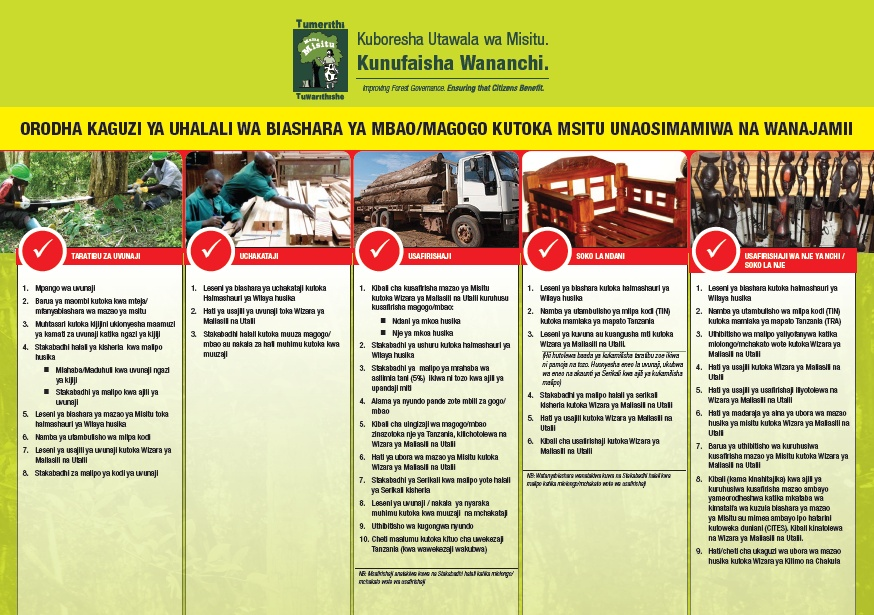 Tumerithi
Mama
Misitu
Tuwarithishe
Kuboresha Utawala wa Misitu.
Kunufaisha Wananchi.
Improving Forest Governance. Ensuring that Citizens Benefit.
ORODHA KAGUZI YA UHALALI WA BIASHARA YA MBAO/MAGOGO KUTOKA MSITU UNAOSIMAMIWA NA WANAJAMII
TARATIBU ZA UVUNAJI
1. Mpango wa uvunaji
2. Barua ya maombi kutoka kwa mteja/
mfanyabiashara wa mazao ya msitu
3. Muhtasari kutoka kijijini ukionyesha maamuzi
ya kamati za uvunaji katika ngazi ya kijiji
4. Stakabadhi halali ya kisheria kwa malipo
husika
■ Mlahaba/Maduhuli kwa uvunaji ngazi
ya kijiji
■ Stakabadhi ya malipo kwa ajili ya
uvunaji
5. Leseni ya biashara ya mazao ya Misitu toka
halmashauri ya Wilaya husika
6. Namba ya utambulisho wa mlipa kodi
7. Leseni ya usajili ya uvunaji kutoka Wizara ya
Maliasili na Utalii
8. Stakabadhi za malipo ya kodi ya uvunaji
UCHAKATAJI
1. Leseni ya biashara ya uchakataji kutoka
Halmashauri ya Wilaya husika
2. Hati ya usajili ya uvunaji toka Wizara ya
Maliasili na Utalii
3. Stakabadhi halali kutoka muuza magogo/
mbao au nakala za hati muhimu kutoka kwa
muuzaji
USAFIRISHAJI
1. Kibali cha kusafirisha mazao ya Misitu
kutoka Wizara ya Maliasili na Utalii kuruhusu
kusafirisha magogo/mbao:
■ Ndani ya mkoa husika
■ Nje ya mkoa husika
2. Stakabadhi ya ushuru kutoka halmashauri ya
Wilaya husika
3. Stakabadhi ya malipo ya mrahaba wa
asilimia tani (5%) ikiwa ni tozo kwa ajili ya
upandaji miti
4. Alama ya nyundo pande zote mbili za gogo/
mbao
5. Kibali cha uingizaji wa magogo/mbao
zinazotoka nje ya Tanzania, kilichotolewa na
Wizara ya Maliasili na Utalii
6. Hati ya ubora wa mazao ya Misitu kutoka
Wizara ya Maliasili na Utalii
7. Stakabadhi ya Serikali kwa malipo yote halali
ya Serikali kisheria
8. Leseni ya uvunaji / nakala ya nyaraka
muhimu kutoka kwa muuzaji na mchakataji
9. Uthibitisho wa kugongwa nyundo
10. Cheti maalumu kutoka kituo cha uwekezaji
Tanzania (kwa wawekezaji wakubwa)
NB: Msafirishaji anatakiwa kuwa na Stakabadhi halali katika mlolongo/
mchakato wote wa usafirishaji
SOKO LA NDANI
1. Leseni ya biashara kutoka halmashauri ya
Wilaya husika
2. Namba ya utambulisho ya mlipa kodi (TIN)
kutoka mamlaka ya mapato Tanzania
3. Leseni ya kuvuna au kuangusha mti kutoka
Wizara ya Maliasili na Utalii
(Hii hutolewa baada ya kukamilisha taratibu zoe ikiwa
ni pamoja na tozo. Huonyesha eneo la uvunaji, ukubwa
wa eneo na akaunti ya Serikali kwa ajili ya kukamilisha
malipo)
4. Stakabadhi ya malipo halali ya serikali
kisheria kutoka Wizara ya Maliasili na Utalii
5. Hati ya usajili kutoka Wizara ya Maliasili na
Utalii
6. Kibali cha usafirishaji kutoka Wizara ya
Maliasili na Utalii
NB: Wafanyabiashara wanatakiwa kuwa na Stakabadhi halali kwa
malipo katika mlolongo/mchakato wote wa usafirishaji
USAFIRISHAJI WA NJE YA NCHI /
SOKO LA NJE
1. Leseni ya biashara kutoka halmashauri ya
Wilaya husika
2. Namba ya utambulisho wa mlipa kodi (TIN)
kutoka mamlaka ya mapato Tanzania (TRA)
3. Uthibitisho wa malipo yaliyofanywa katika
mlolongo/mchakato wote kutoka Wizara ya
Maliasili na Utalii
4. Hati ya usajili kutoka Wizara ya Maliasili na
Utalii
5. Hati ya usajili ya usafirishaji iliyotolewa na
Wizara ya Maliasili na Utalii
6. Hati ya madaraja ya aina ya ubora wa mazao
husika ya misitu kutoka Wizara ya Maliasili na
Utalii
7. Barua ya uthibitisho wa kuruhusiwa
kusafirisha mazao ya Misitu kutoka Wizara ya
Maliasili na Utalii
8. Kibali (kama kinahitajika) kwa ajili ya
kuruhusiwa kusafirisha mazao ambayo
yameorodheshwa katika mkataba wa
kimataifa wa kuzuia biashara ya mazao
ya Misitu au mimea ambayo ipo hatarini
kutoweka duniani (CITES). Kibali kinatolewa
na Wizara ya Maliasili na Utalii.
9. Hati/cheti cha ukaguzi wa ubora wa mazao
husika kutoka Wizara ya Kilimo na Chakula